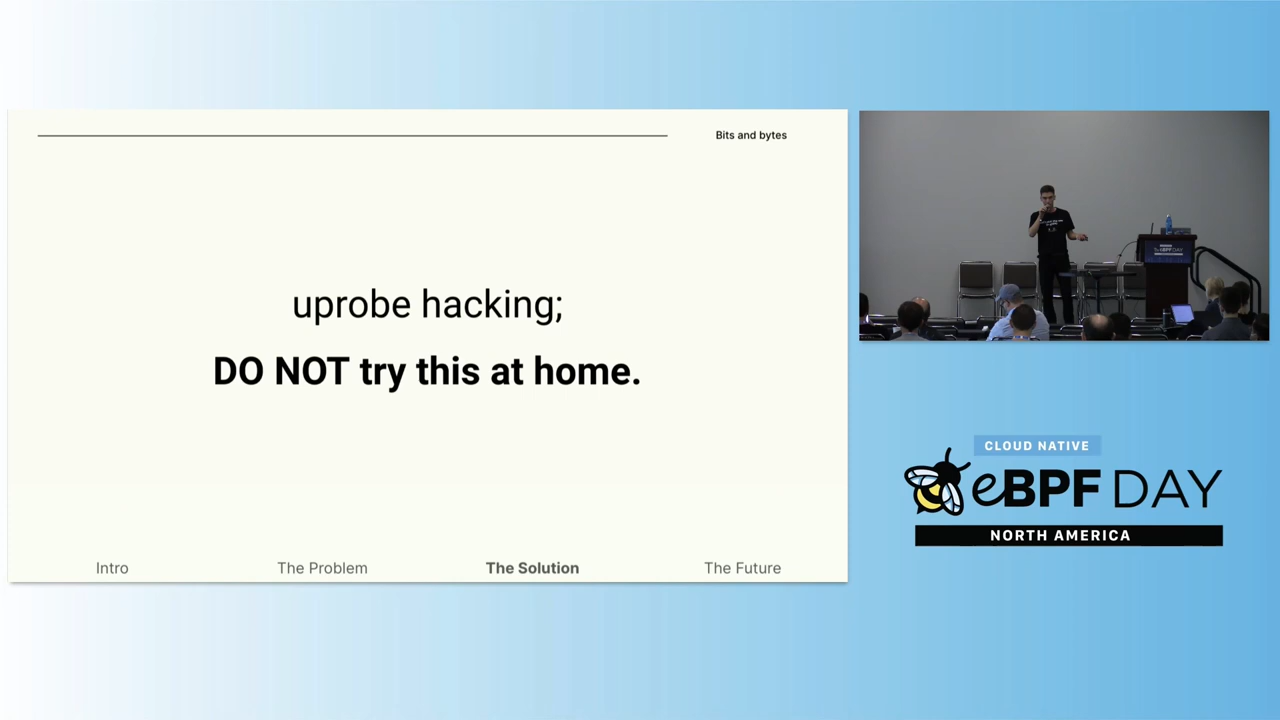 Bits and bytes
uprobe hacking;
DO NOT try this at home.
Intro
The Problem
The Solution
The Future
CLOUD NATIVE
eBPF DAY
NORTH AMERICA